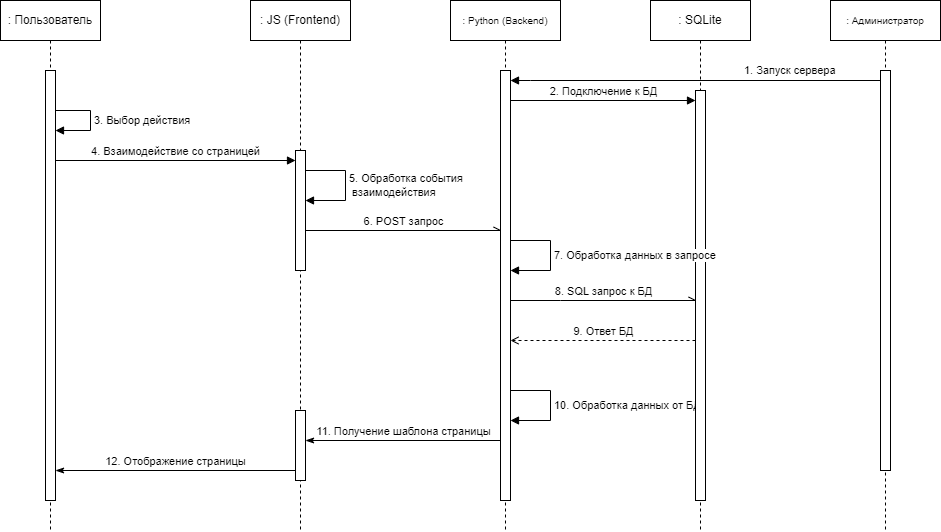 : Пользователь
: JS (Frontend)
: Python (Backend)
: SQLite
: Администратор
1. Запуск сервера
2. Подключение к БД
3. Выбор действия
4. Взаимодействие со страницей
5. Обработка события
взаимодействия
6. POST запрос
7. Обработка данных в запросе
8. SQL запрос к БД
9. Ответ БД
10. Обработка данных от БД
11. Получение шаблона страницы
12. Отображение страницы